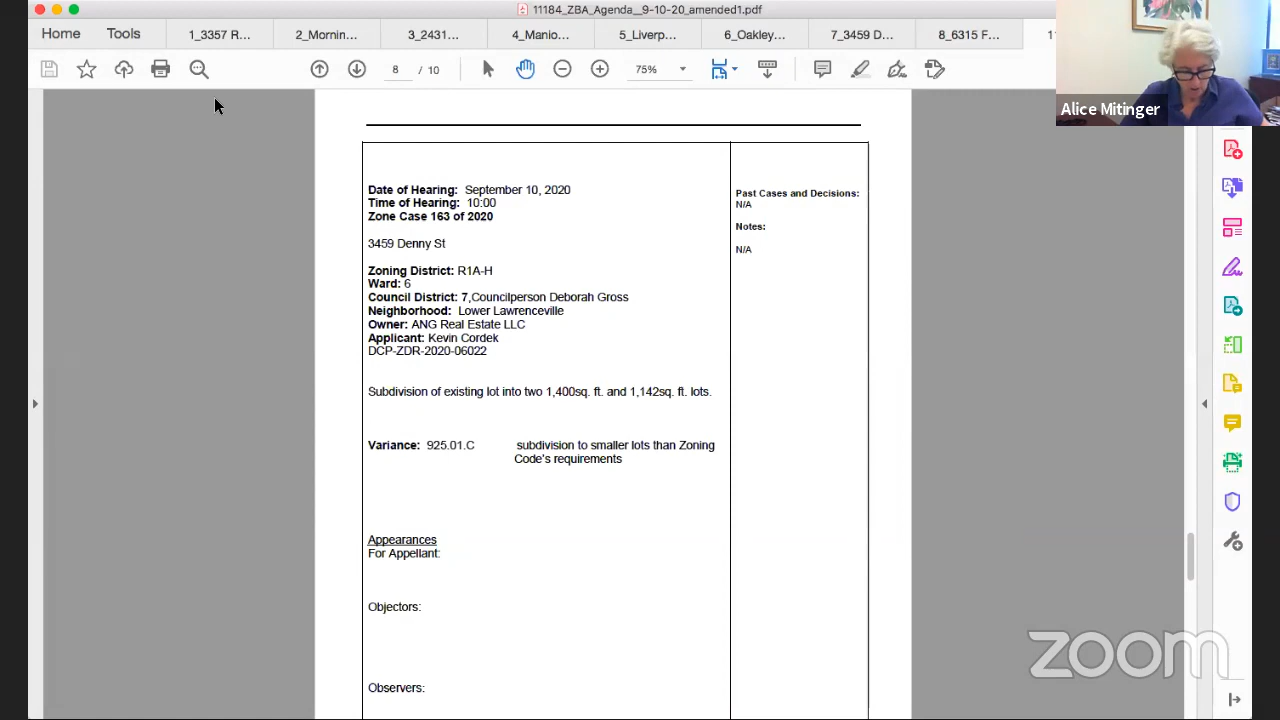 11184_ZBA_Agenda__9-10-20_amended1.pdf
Home
Tools
1_3357 R...
2_Mornin...
3_2431...
4_Manio...
5_Liverp...
6_Oakley...
7_3459 D...
8_6315 F...
8 / 10
75%
Alice Mitinger
Date of Hearing: September 10, 2020
Time of Hearing: 10:00
Zone Case 163 of 2020
3459 Denny St
Zoning District: R1A-H
Ward: 6
Council District: 7,Councilperson Deborah Gross
Neighborhood: Lower Lawrenceville
Owner: ANG Real Estate LLC
Applicant: Kevin Cordek
DCP-ZDR-2020-06022
Subdivision of existing lot into two 1,400sq. ft. and 1,142sq. ft. lots.
Variance: 925.01.C subdivision to smaller lots than Zoning
Code's requirements
Appearances
For Appellant:
Objectors:
Observers:
Past Cases and Decisions:
N/A
Notes:
N/A
zoom